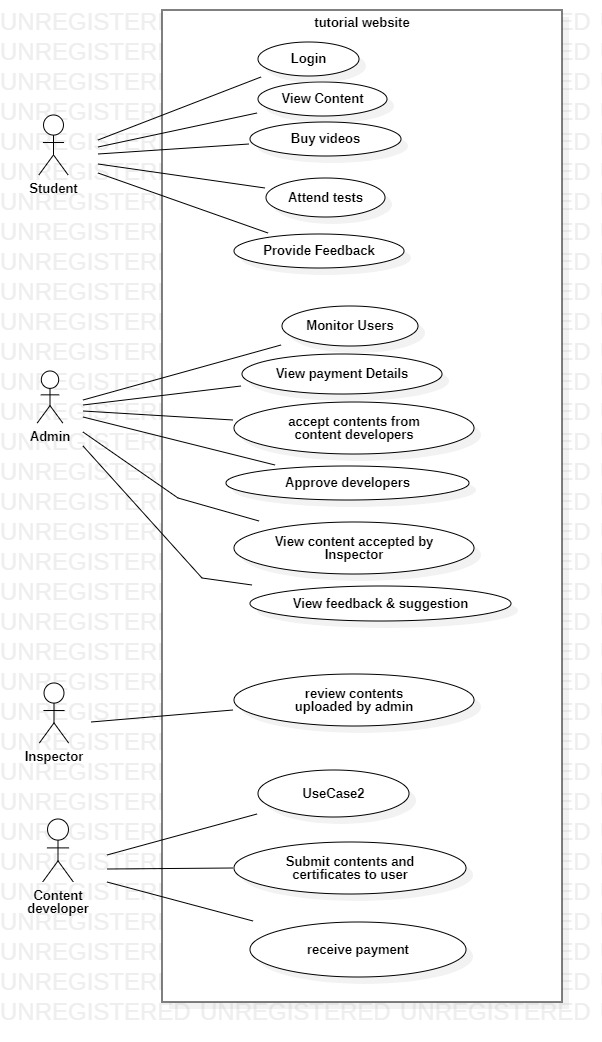 tutorial website
Login
View Content
Buy videos
Attend tests
Provide Feedback
Student
Monitor Users
View payment Details
accept contents from
content developers
Approve developers
View content accepted by
Inspector
View feedback & suggestion
Admin
review contents
uploaded by admin
Inspector
UseCase2
Submit contents and
certificates to user
receive payment
Content
developer
UNREGISTERED UNREGISTERED UNREGISTERED